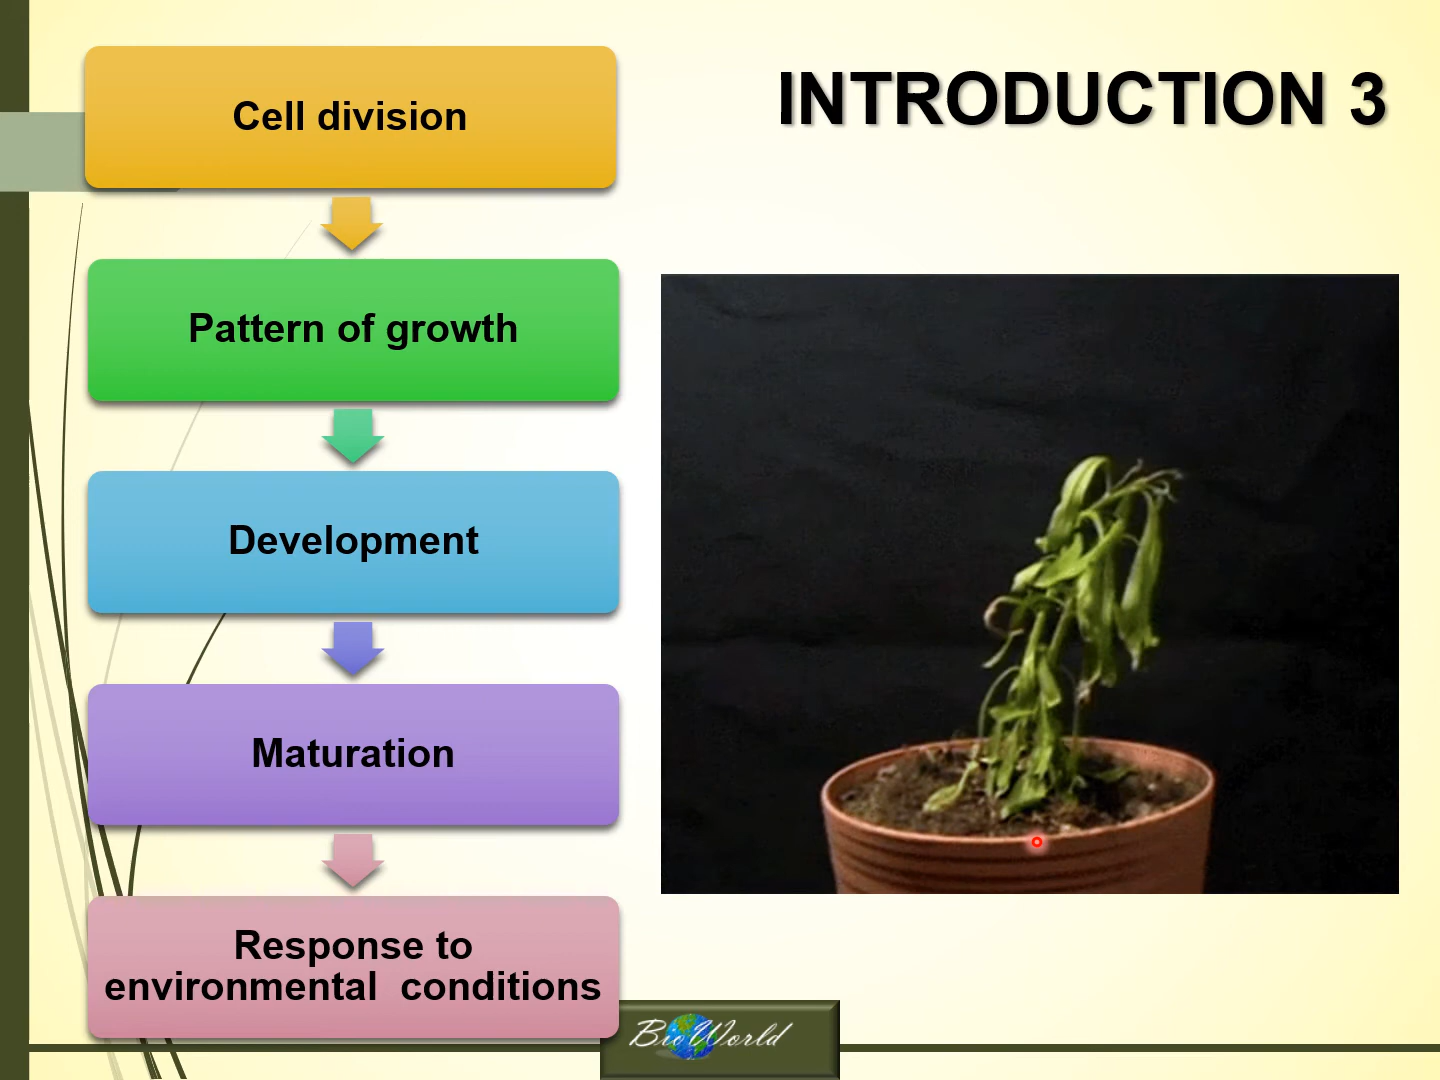 INTRODUCTION 3
Cell division
Pattern of growth
Development
Maturation
Response to
environmental conditions
BioWorld